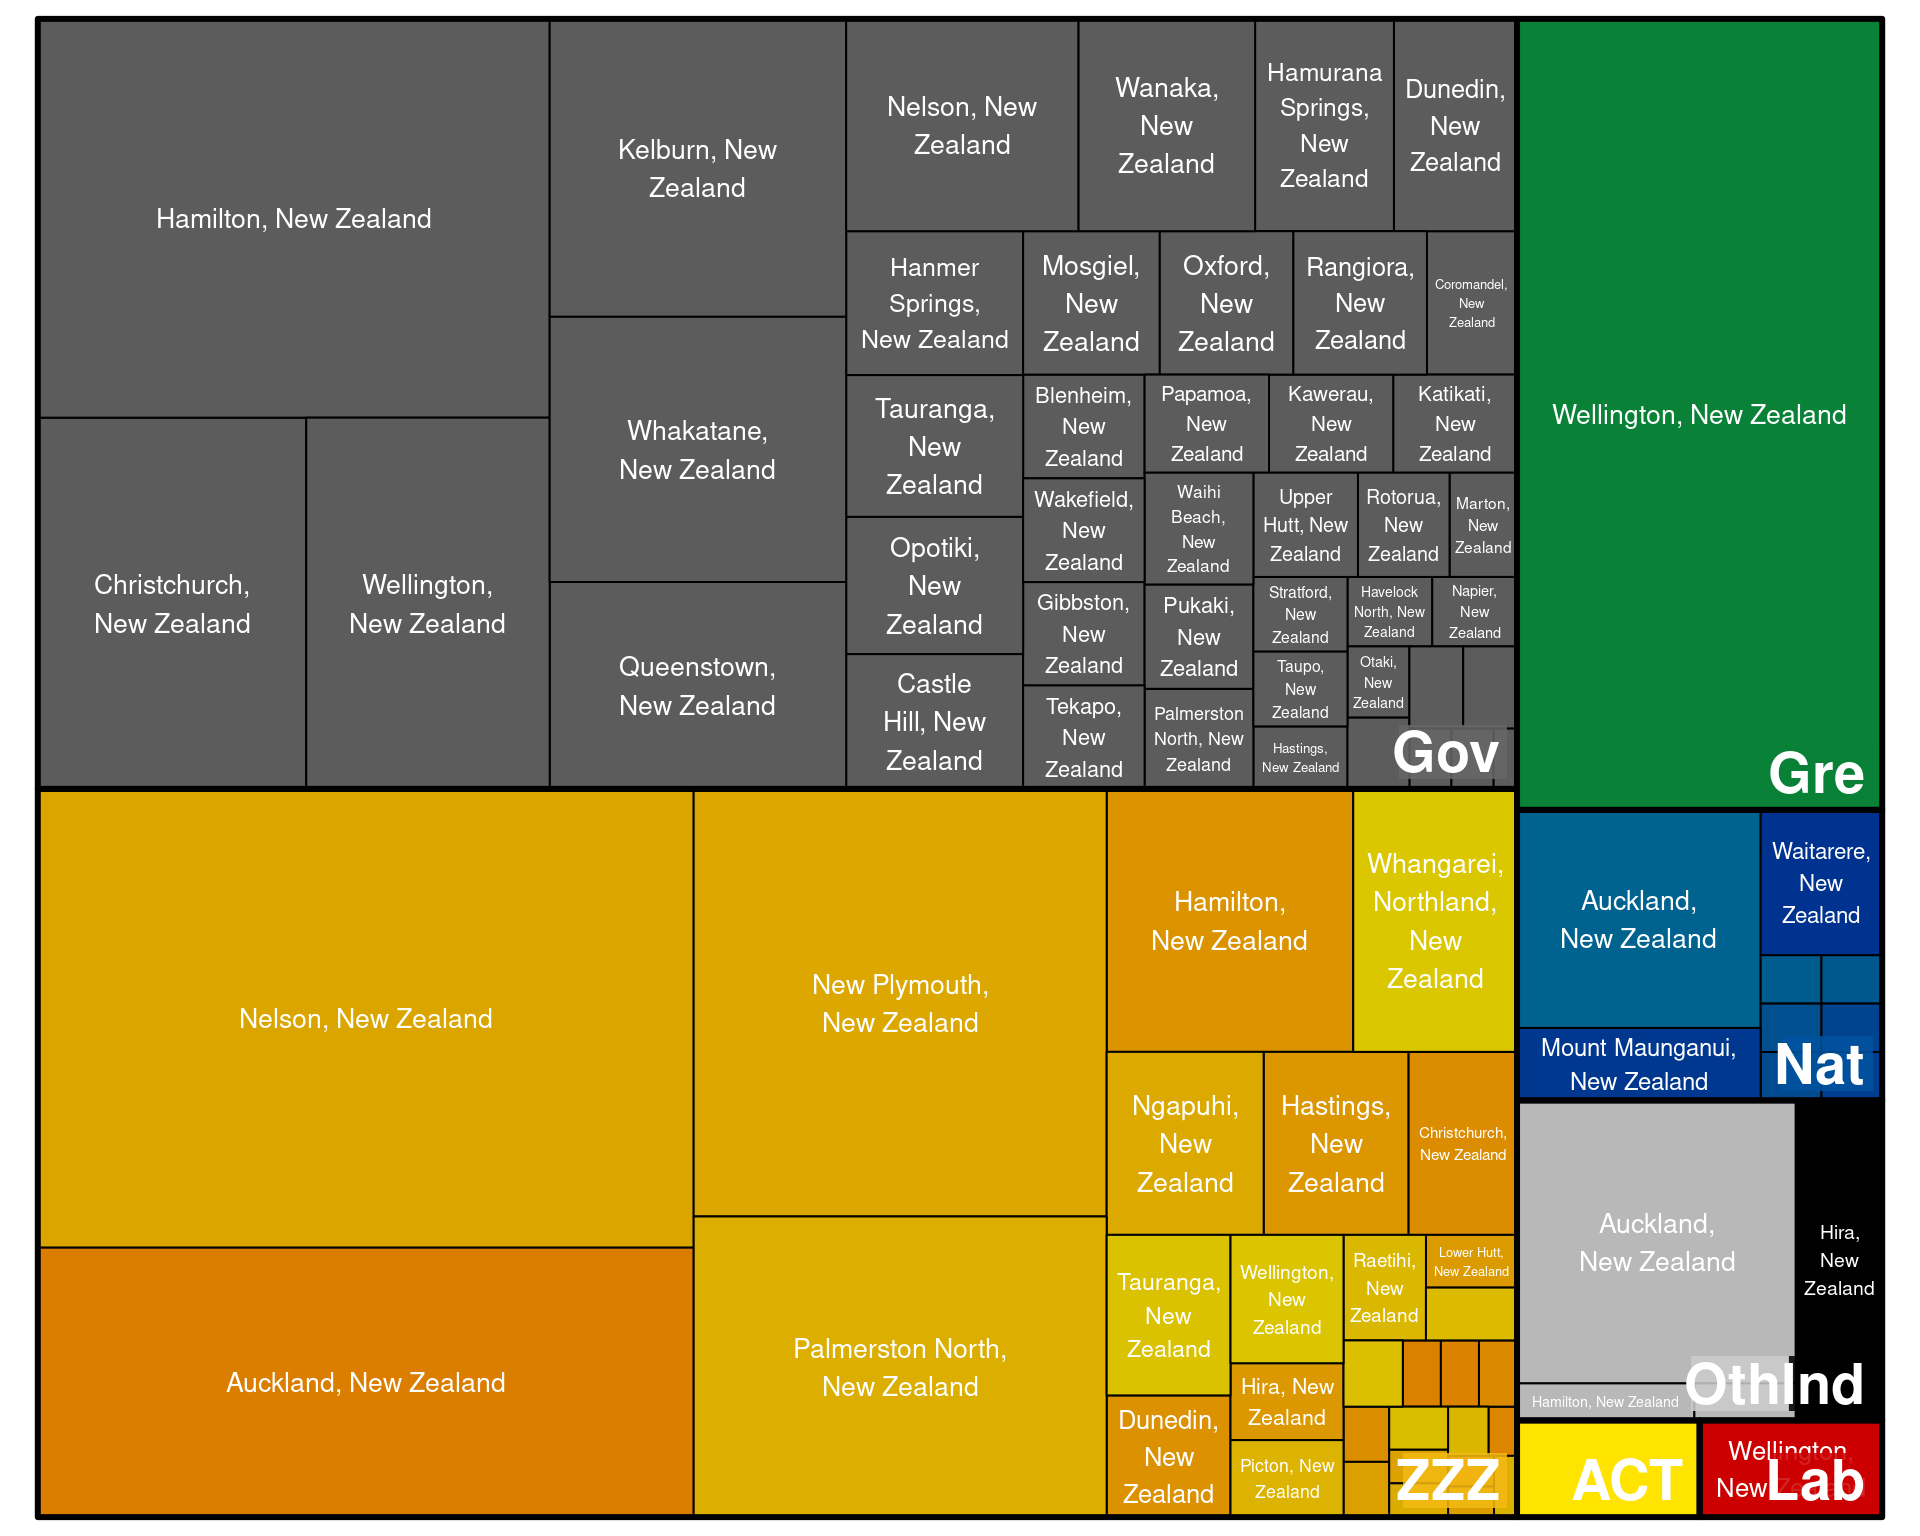 Hamilton, New Zealand
Christchurch,
New Zealand
Wellington,
New Zealand
Kelburn, New
Zealand
Whakatane,
New Zealand
Queenstown,
New Zealand
Nelson, New
Zealand
Wanaka,
New
Zealand
Hamurana
Springs,
New
Zealand
Dunedin,
New
Zealand
Hanmer
Springs,
New Zealand
Mosgiel,
New
Zealand
Oxford,
New
Zealand
Rangiora,
New
Zealand
Coromandel,
New
Zealand
Tauranga,
New
Zealand
Opotiki,
New
Zealand
Castle
Hill, New
Zealand
Blenheim,
New
Zealand
Wakefield,
New
Zealand
Gibbston,
New
Zealand
Tekapo,
New
Zealand
Papamoa,
New
Zealand
Kawerau,
New
Zealand
Katikati,
New
Zealand
Waihi
Beach,
New
Zealand
Pukaki,
New
Zealand
Palmerston
North, New
Zealand
Upper
Hutt, New
Zealand
Rotorua,
New
Zealand
Marton,
New
Zealand
Stratford,
New
Zealand
Taupo,
New
Zealand
Hastings,
New Zealand
Havelock
North, New
Zealand
Napier,
New
Zealand
Otaki,
New
Zealand
Gov
Wellington, New Zealand
Gre
Nelson, New Zealand
Auckland, New Zealand
New Plymouth,
New Zealand
Palmerston North,
New Zealand
Hamilton,
New Zealand
Whangarei,
Northland,
New
Zealand
Ngapuhi,
New
Zealand
Hastings,
New
Zealand
Christchurch,
New Zealand
Tauranga,
New
Zealand
Dunedin,
New
Zealand
Wellington,
New
Zealand
Hira, New
Zealand
Picton, New
Zealand
Raetihi,
New
Zealand
Lower Hutt,
New Zealand
ZZZ
Auckland,
New Zealand
Mount Maunganui,
New Zealand
Waitarere,
New
Zealand
Nat
Auckland,
New Zealand
Hamilton, New Zealand
Hira,
New
Zealand
OthInd
ACT
Wellington,
New Zealand
Lab